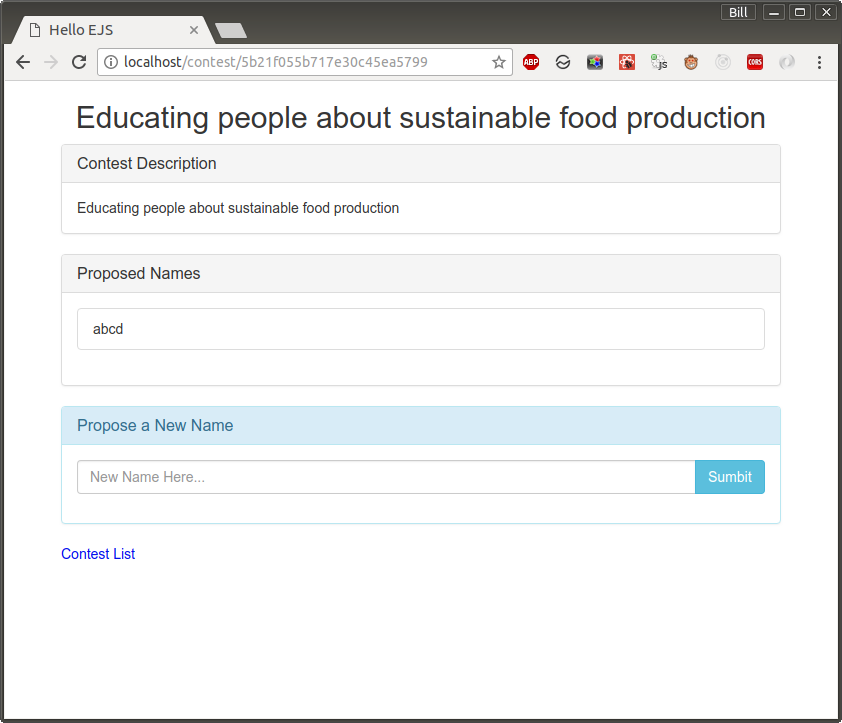 Bill
Hello EJS
localhost/contest/5b21f055b717e30c45ea5799
ABP
JS
CORS
Educating people about sustainable food production
Contest Description
Educating people about sustainable food production
Proposed Names
abcd
Propose a New Name
New Name Here...
Sumbit
Contest List